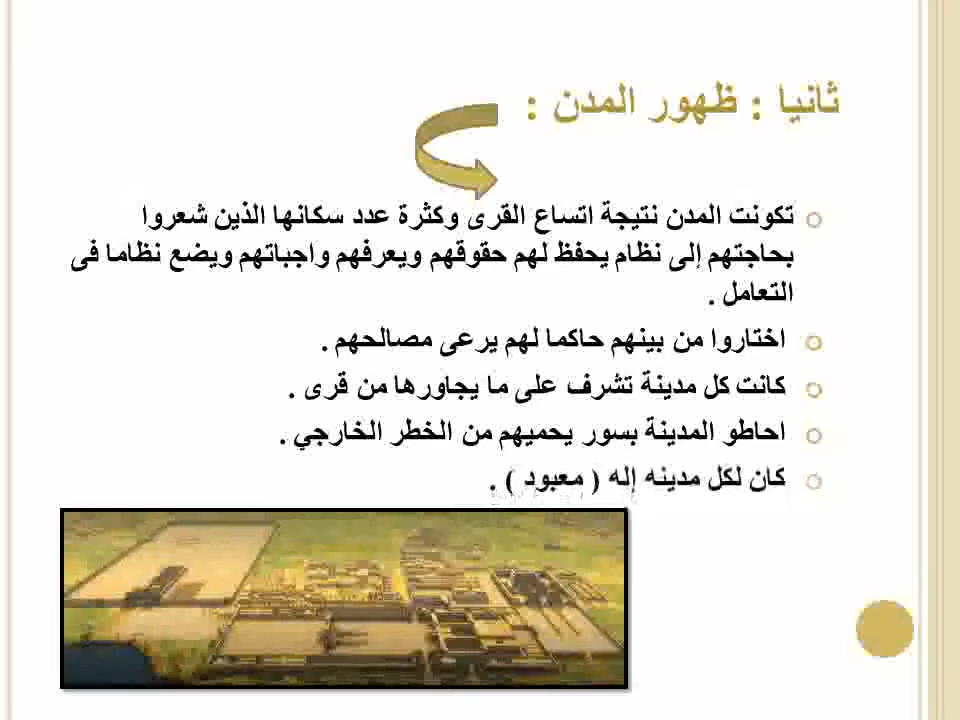 ثانيا : ظهور المدن :
تكونت المدن نتيجة اتساع القرى وكثرة عدد سكانها الذين شعروا
بحاجتهم إلى نظام يحفظ لهم حقوقهم ويعرفهم واجباتهم ويضع نظاما فى
التعامل .
اختاروا من بينهم حاكما لهم يرعى مصالحهم .
كانت كل مدينة تشرف على ما يجاورها من قرى .
احاطو المدينة بسور يحميهم من الخطر الخارجي .
كان لكل مدينه إله ( معبود ) .